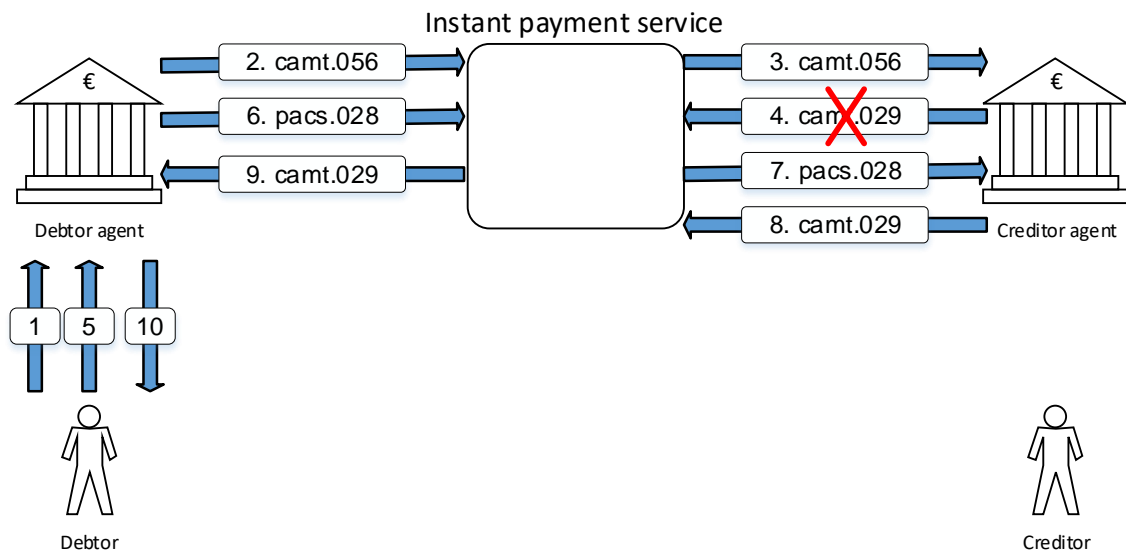 Instant payment service
€
2. camt.056
3. camt.056
€
6. pacs.028
4. camt.029
9. camt.029
7. pacs.028
Debtor agent
8. camt.029
Creditor agent
1
5
10
Debtor
Creditor